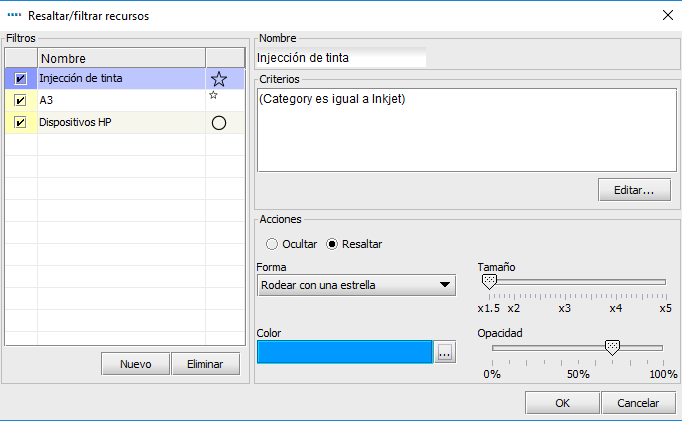 Resaltar/filtrar recursos
Filtros
Nombre
Injección de tinta
A3
Dispositivos HP
Nuevo
Eliminar
Nombre
Injección de tinta
Criterios
(Category es igual a Inkjet)
Editar...
Acciones
Ocultar
Resaltar
Forma
Rodear con una estrella
Tamaño
x1.5 x2 x3 x4 x5
Color
...
Opacidad
0% 50% 100%
OK
Cancelar